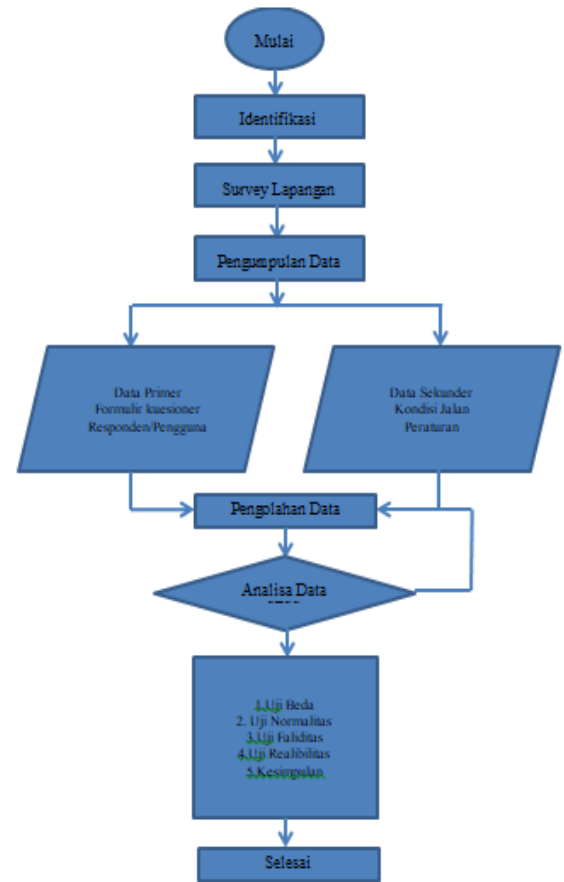 Mulai
Identifikasi
Survey Lapangan
Pengumpulan Data
Data Primer
Formulir kuesioner
Responden/Pengguna
Data Sekunder
Kondisi Jalan
Peraturan
Pengolahan Data
Analisa Data
1.Uji Beda
2. Uji Normalitas
3.Uji Faliditas
4.Uji Realibilitas
5.Kesimpulan
Selesai